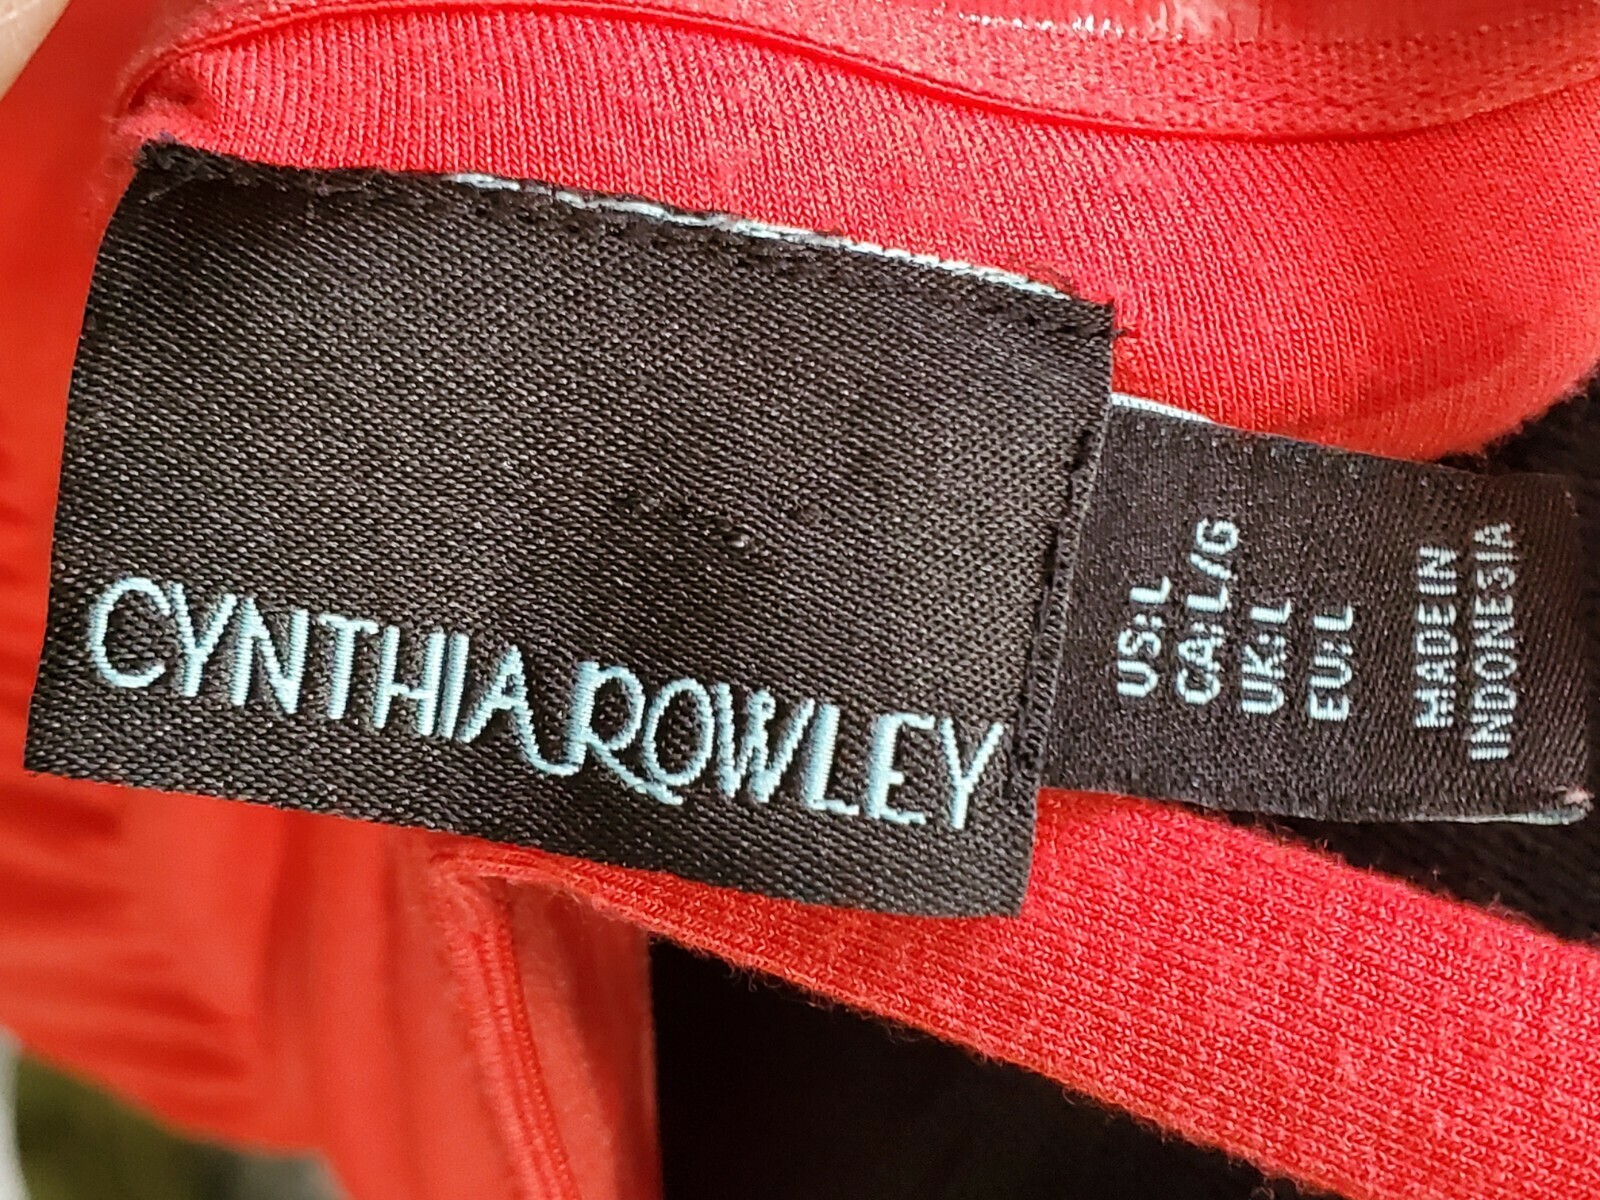 CYNTHIA ROWLEY
US:L
CA:L/G
UK:L
EU:L
MADE IN
INDONESIA